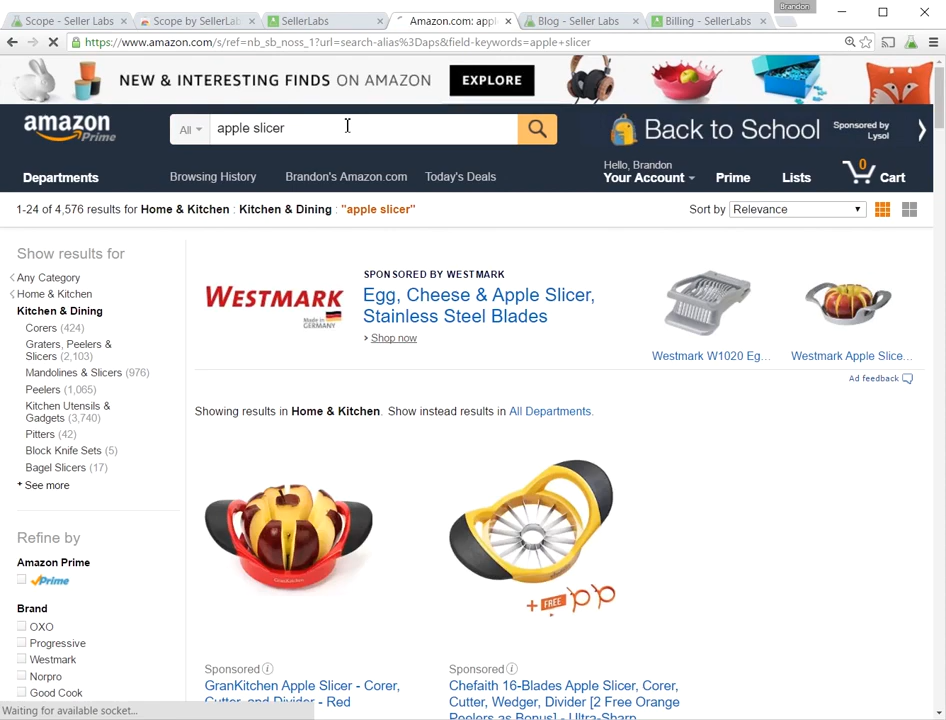 Brandon
Scope - Seller Labs
Scope by SellerLab
SellerLabs
Amazon.com: appl
Blog - Seller Labs
Billing - SellerLabs
https://www.amazon.com/s/ref=nb_sb_noss_1?url=search-alias%3Daps&field-keywords=apple+slicer
NEW & INTERESTING FINDS ON AMAZON
EXPLORE
amazon
Prime
All
apple slicer
Back to School
Sponsored by
Lysol
Departments
Browsing History
Brandon's Amazon.com
Today's Deals
Hello, Brandon
Your Account
Prime
Lists
0
Cart
1-24 of 4,576 results for Home & Kitchen : Kitchen & Dining : "apple slicer"
Sort by
Relevance
Show results for
Any Category
Home & Kitchen
Kitchen & Dining
Corers (424)
Graters, Peelers &
Slicers (2,103)
Mandolines & Slicers (976)
Peelers (1,065)
Kitchen Utensils &
Gadgets (3,740)
Pitters (42)
Block Knife Sets (5)
Bagel Slicers (17)
+ See more
Refine by
Amazon Prime
Prime
Brand
OXO
Progressive
Westmark
Norpro
Good Cook
WESTMARK
Made in
GERMANY
SPONSORED BY WESTMARK
Egg, Cheese & Apple Slicer,
Stainless Steel Blades
› Shop now
Westmark W1020 Eg...
Westmark Apple Slice...
Ad feedback
Showing results in Home & Kitchen. Show instead results in All Departments.
+ FREE
Sponsored
GranKitchen Apple Slicer - Corer,
Cutter, and Divider - Red
Sponsored
Chefaith 16-Blades Apple Slicer, Corer,
Cutter, Wedger, Divider [2 Free Orange
Peelers as Bonus] - Ultra-Sharp
Waiting for available socket...